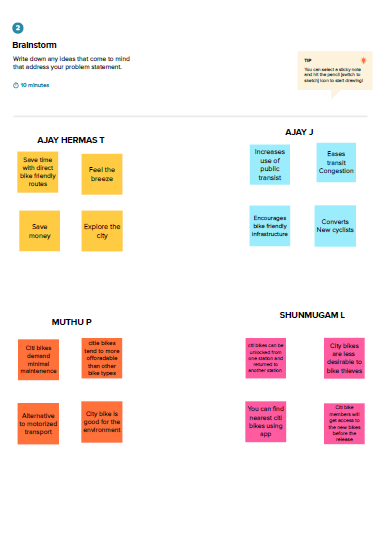 2
Brainstorm
Write down any ideas that come to mind
that address your problem statement.
10 minutes
TIP
You can select a sticky note
and hit the pencil [switch to
sketch] icon to start drawing!
AJAY HERMAS T
Save time
with direct
bike friendly
routes
Feel the
breeze
Save
money
Explore the
city
AJAY J
Increases
use of
public
transist
Eases
transit
Congestion
Encourages
bike friendly
infrastructure
Converts
New cyclists
MUTHU P
Citi bikes
demand
minimal
maintenence
citie bikes
tend to more
afforadable
than other
bike types
Alternative
to motorized
transport
City bike is
good for the
environment
SHUNMUGAM L
citi bikes can be
unlocked from
one station and
returned to
another station
City bikes
are less
desirable to
bike thieves
You can find
nearest citi
bikes using
app
Citi bike
members will
get access to
the new bikes
before the
release